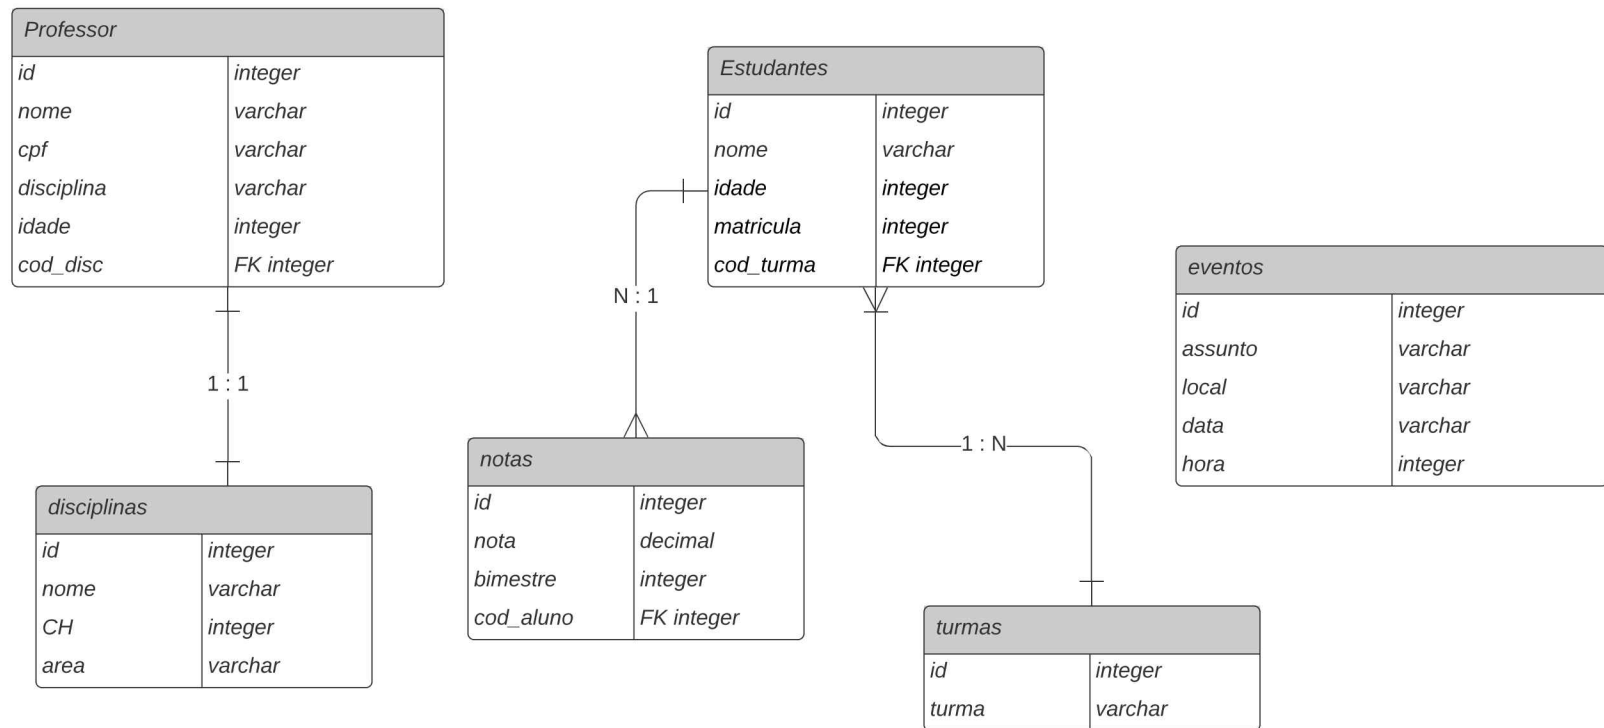 Professor
id integer
nome varchar
cpf varchar
disciplina varchar
idade integer
cod_disc FK integer
1 : 1
disciplinas
id integer
nome varchar
CH integer
area varchar
Estudantes
id integer
nome varchar
idade integer
matricula integer
cod_turma FK integer
N : 1
notas
id integer
nota decimal
bimestre integer
cod_aluno FK integer
1 : N
turmas
id integer
turma varchar
eventos
id integer
assunto varchar
local varchar
data varchar
hora integer